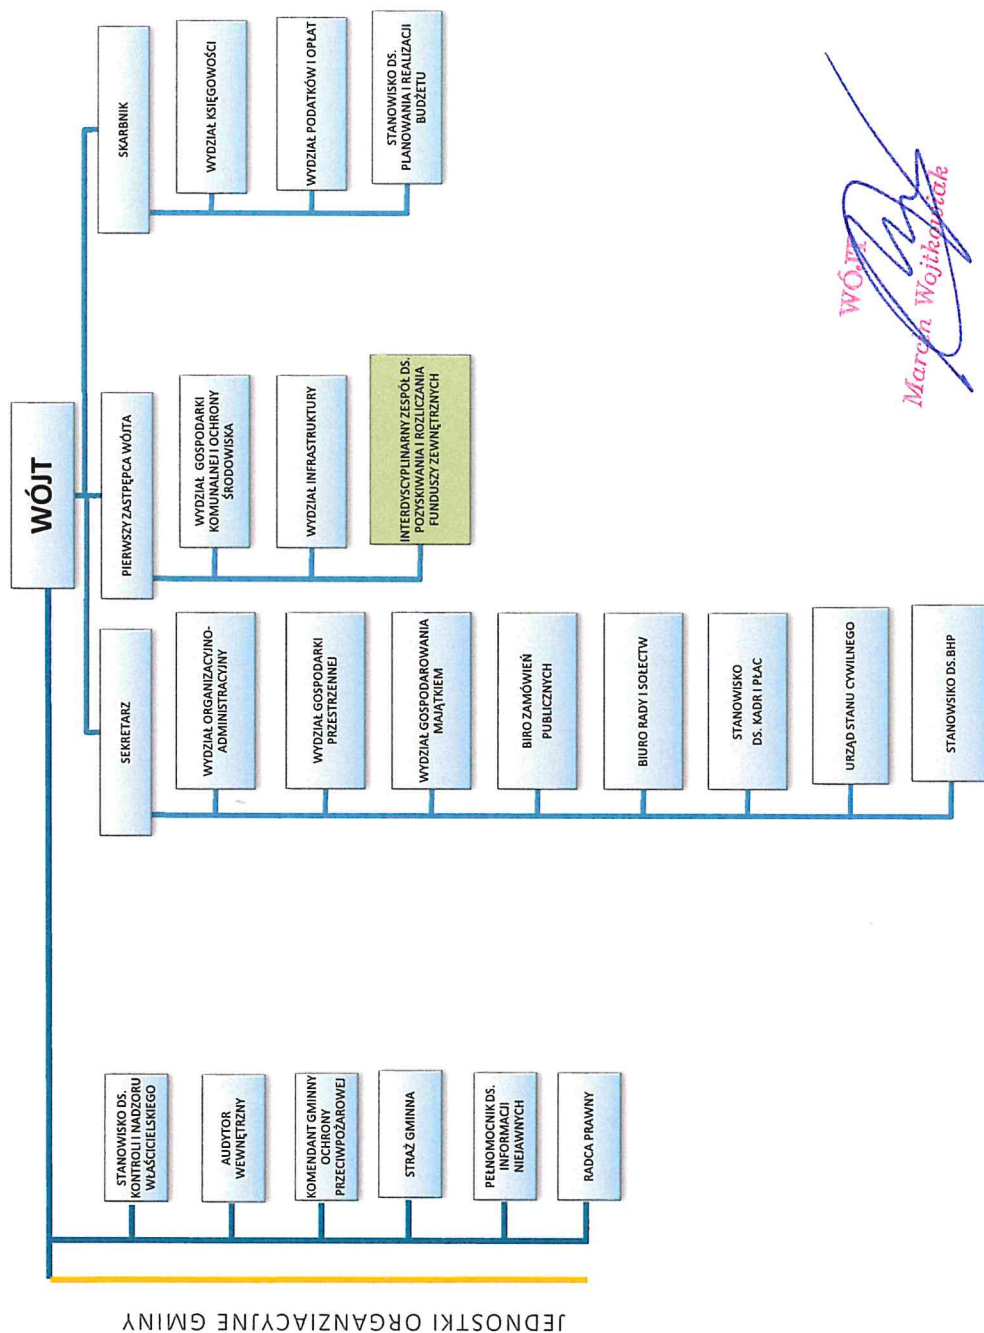 WÓJT
JEDNOSTKI ORGANZIACYJNE GMINY
STANOWISKO DS.
KONTROLI I NADZORU
WŁAŚCICIELSKIEGO
AUDYTOR
WEWNĘTRZNY
KOMENDANT GMINNY
OCHRONY
PRZECIWPOŻAROWEJ
STRAŻ GMINNA
PEŁNOMOCNIK DS.
INFORMACJI
NIEJAWNYCH
RADCA PRAWNY
SEKRETARZ
WYDZIAŁ ORGANIZACYJNO-
ADMINISTRACYJNY
WYDZIAŁ GOSPODARKI
PRZESTRZENNEJ
WYDZIAŁ GOSPODAROWANIA
MAJĄTKIEM
BIIRO ZAMÓWIEŃ
PUBLICZNYCH
BIURO RADY I SOŁECTW
STANOWISKO
DS. KADR I PŁAC
URZĄD STANU CYWILNEGO
STANOWSIKO DS.BHP
PIERWSZY ZASTPĘPCA WÓJTA
WYDZIAŁ GOSPODARKI
KOMUNALNEJ I OCHRONY
ŚRODOWISKA
WYDZIAŁ INFRASTRUKTURY
INTERDYSCYPLINARNY ZESPÓŁ DS.
POZYSKIWANIA I ROZLICZANIA
FUNDUSZY ZEWNĘTRZNYCH
SKARBNIK
WYDZIAŁ KSIĘGOWOŚCI
WYDZIAŁ PODATKÓW I OPŁAT
STANOWISKO DS.
PLANOWANIA I REALIZACJI
BUDŻETU
WÓJT
Marcin Wojtkowiak